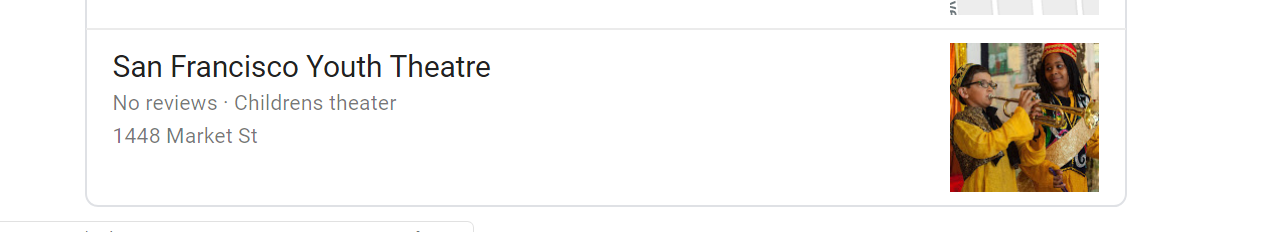 San Francisco Youth Theatre
No reviews · Childrens theater
1448 Market St